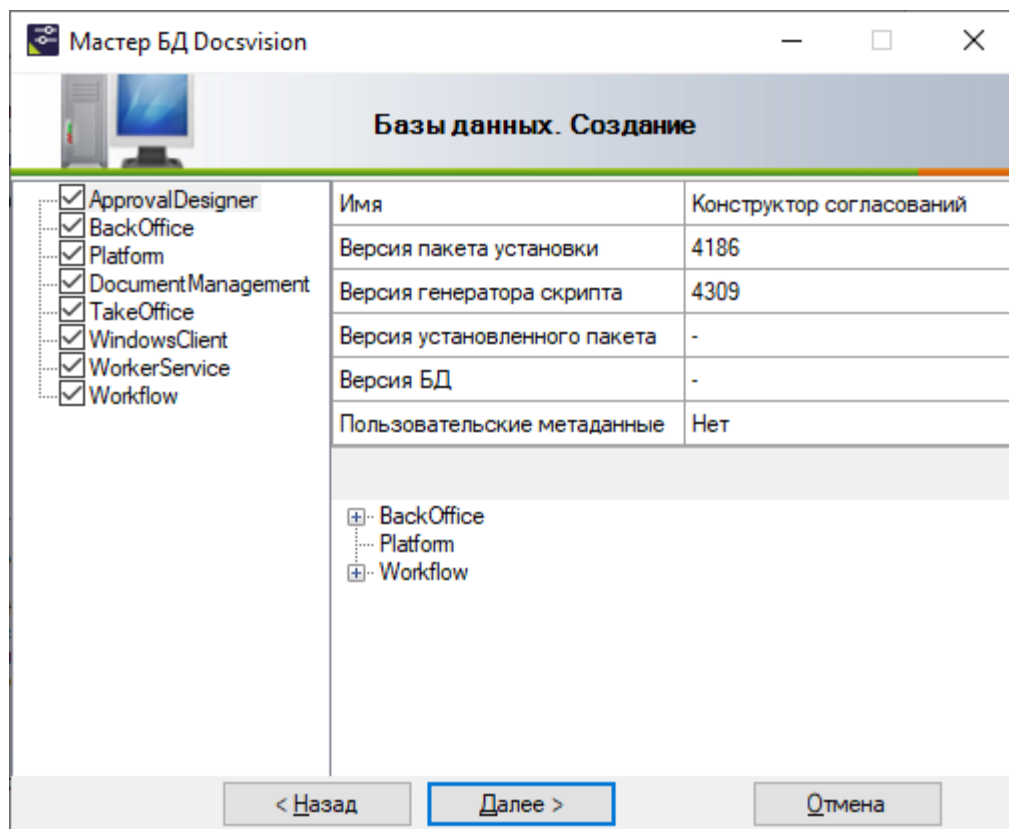 Мастер БД Docsvision
Базы данных. Создание
ApprovalDesigner
BackOffice
Platform
DocumentManagement
TakeOffice
WindowsClient
WorkerService
Workflow
Имя Конструктор согласований
Версия пакета установки 4186
Версия генератора скрипта 4309
Версия установленного пакета -
Версия БД -
Пользовательские метаданные Нет
BackOffice
Platform
Workflow
< Назад Далее > Отмена